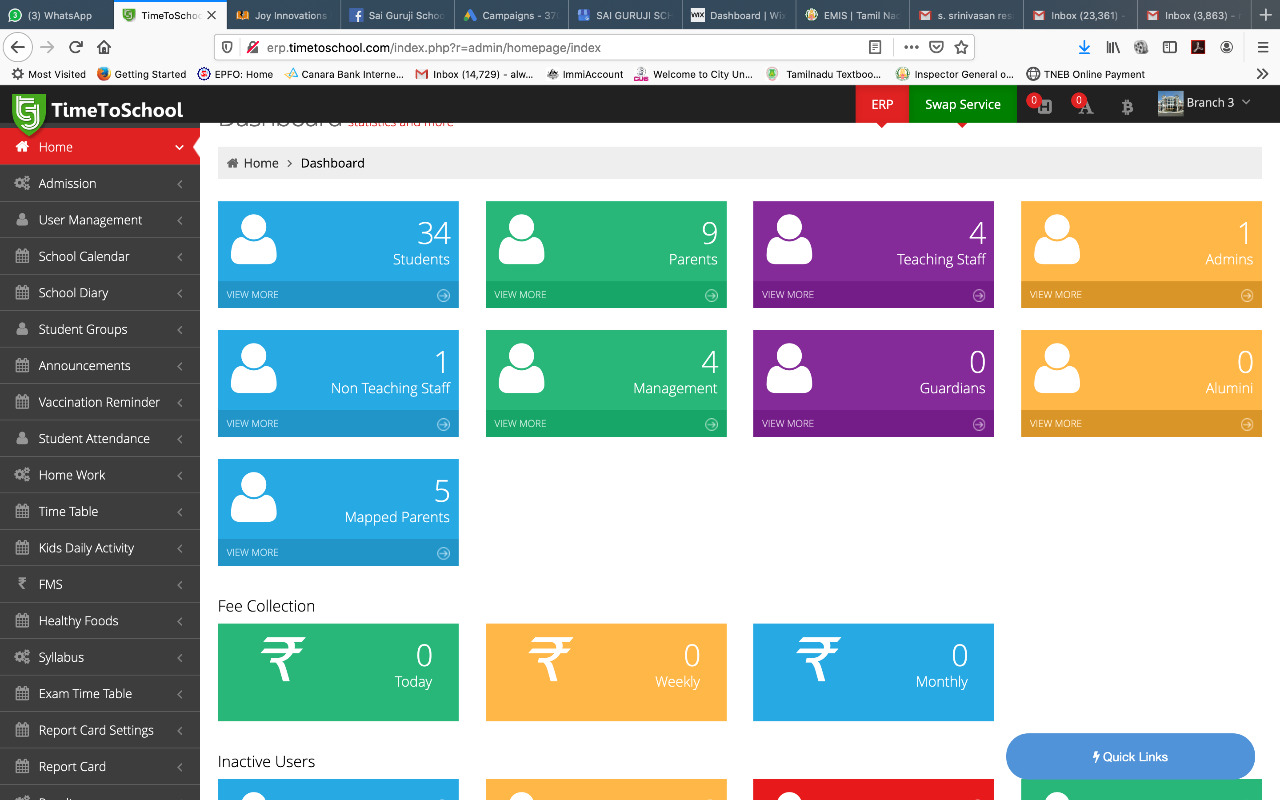 (3) WhatsApp
TimeToSchoo
Joy Innovations
Sai Guruji Schoo
Campaigns - 37
SAI GURUJI SCH
WIX Dashboard | Wix
EMIS | Tamil Na
s. srinivasan res
Inbox (23,361) -
Inbox (3,863) -
erp.timetoschool.com/index.php?r=admin/homepage/index
Most Visited
Getting Started
EPFO: Home
Canara Bank Interne...
Inbox (14,729) - alw...
ImmiAccount
CUB Welcome to City Un...
Tamilnadu Textboo...
Inspector General o...
TNEB Online Payment
TimeToSchool
ERP
Swap Service
0
0
Branch 3
Dashboard statistics and more
Home
Admission
User Management
School Calendar
School Diary
Student Groups
Announcements
Vaccination Reminder
Student Attendance
Home Work
Time Table
Kids Daily Activity
₹ FMS
Healthy Foods
Syllabus
Exam Time Table
Report Card Settings
Report Card
Home > Dashboard
34
Students
VIEW MORE
9
Parents
VIEW MORE
4
Teaching Staff
VIEW MORE
1
Admins
VIEW MORE
1
Non Teaching Staff
VIEW MORE
4
Management
VIEW MORE
0
Guardians
VIEW MORE
0
Alumini
VIEW MORE
5
Mapped Parents
VIEW MORE
Fee Collection
₹ 0
Today
₹ 0
Weekly
₹ 0
Monthly
Inactive Users
Quick Links